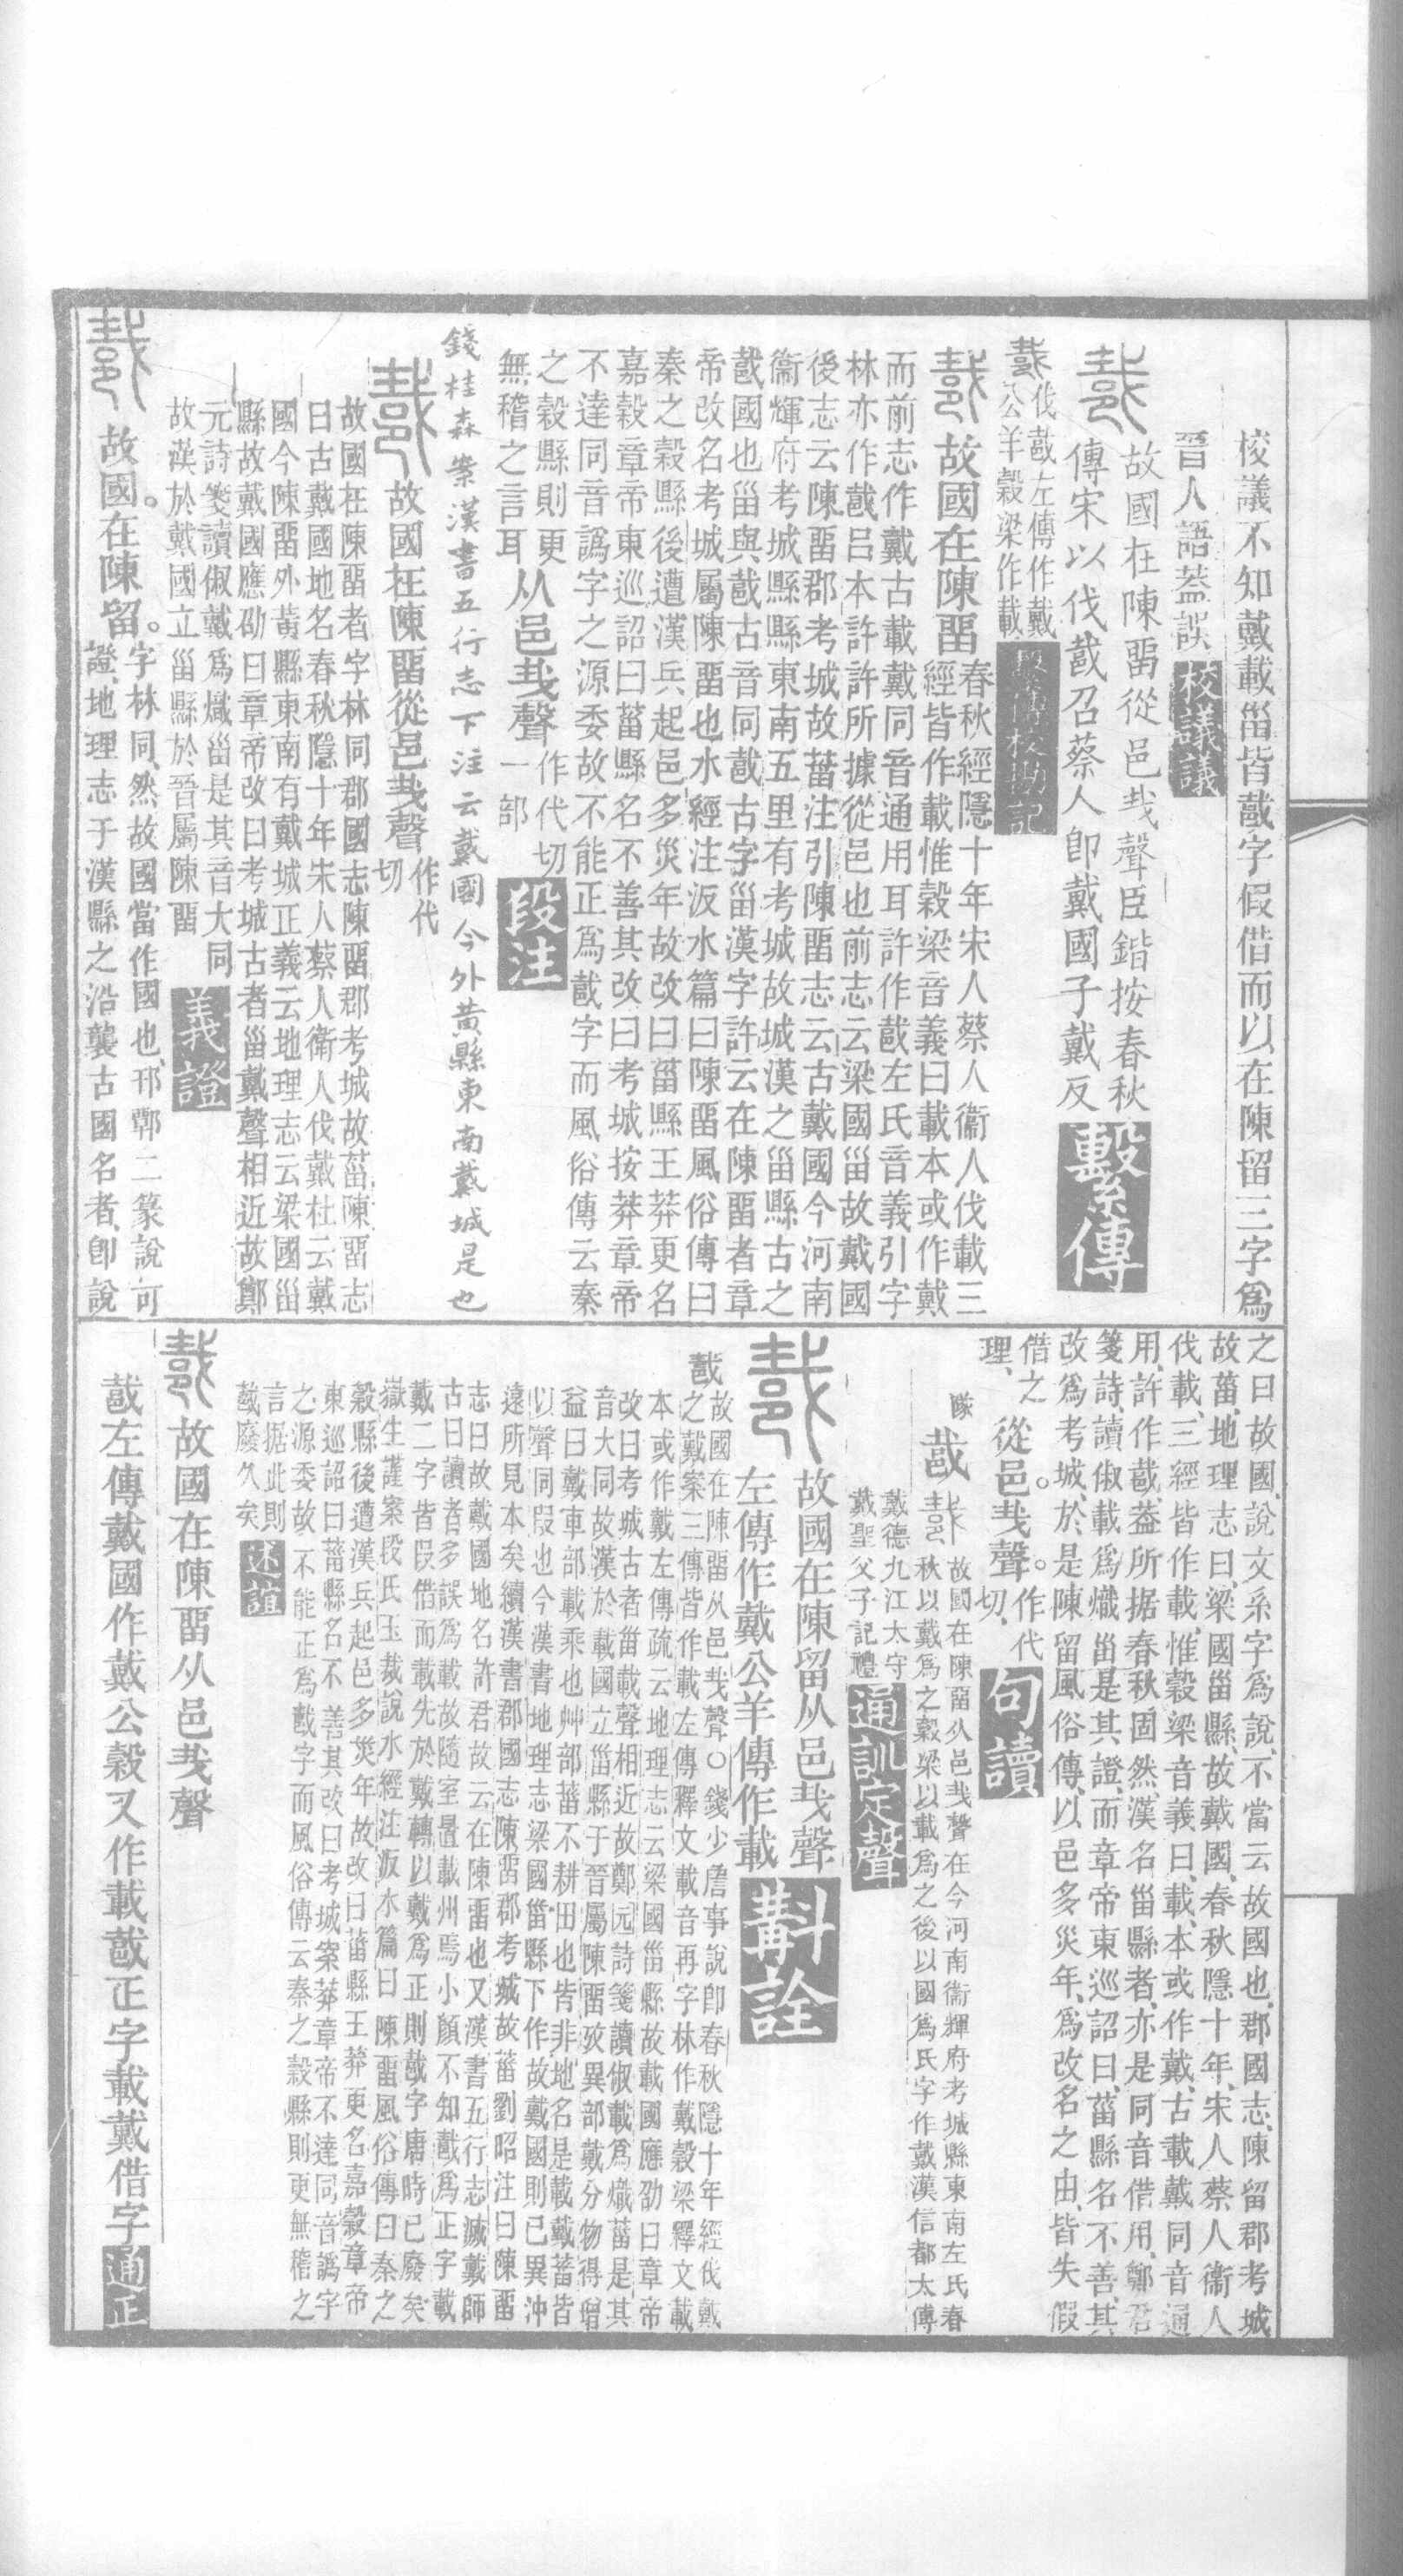 校議不知戴載甾皆𢧵字假借而以在陳留三字爲
晉人語蓋誤校議議
故國在陳畱從邑𢦒聲臣鍇按春秋
傳宋以伐𢧵召蔡人卽戴國子戴反繫傳
伐𢧵左傳作戴
公羊穀梁作載
故國在陳畱
春秋經隱十年宋人蔡人衞人伐載三
經皆作載惟穀梁音義曰載本或作戴
而前志作戴古載戴同音通用耳許作𢧵左氏音義引字
林亦作𢧵呂本許許所據從邑也前志云梁國甾故戴國
後志云陳畱郡考城故菑注引陳畱志云古戴國今河南
衞輝府考城縣縣東南五里有考城故城漢之甾縣古之
𢧵國也甾與𢧵古音同𢧵古字甾漢字許云在陳畱者章
帝改名考城屬陳畱也水經注汳水篇曰陳畱風俗傳曰
秦之穀縣後遭漢兵起邑多災年故改曰甾縣王莽更名
嘉穀章帝東巡詔曰菑縣名不善其改曰考城按莽章帝
不達同音譌字之源委故不能正爲𢧵字而風俗傳云秦
之穀縣則更
無稽之言耳
从邑𢦒聲
作代切
一部
段注
錢桂森案漢書五行志下注云戴國今外黃縣東南戴城是也
故國在陳畱從邑𢦒聲
作代
切
故國在陳畱者字林同郡國志陳畱郡考城故菑陳畱志
曰古戴國地名春秋隱十年宋人蔡人衛人伐戴杜云戴
國今陳畱外黃縣東南有戴城正義云地理志云梁國甾
縣故戴國應劭曰章帝改曰考城古者甾戴聲相近故鄭
元詩箋讀俶戴爲熾甾是其音大同
故漢於戴國立甾縣於晉屬陳畱
義證
故國。在陳留。
字林同、然故國當作國也、邗鄿二篆說可
證、地理志于漢縣之沿襲古國名者、卽說
之曰故國、說文系字爲說、不當云故國也、郡國志、陳留郡考城
故菑、地理志曰、梁國甾縣、故戴國、春秋隱十年、宋人蔡人衞人
伐載、三經皆作載、惟穀梁音義曰、載、本或作戴、古載戴同音通
用、許作𢧵、葢所据春秋、固然、漢名甾縣者、亦是同音借用、鄭君
箋詩、讀俶載爲熾甾、是其證、而章帝東巡詔曰、菑縣名不善、其
改爲考城、於是陳留風俗傳、以邑多災年、爲改名之由、皆失假
借之
理、
從邑。𢦒聲。
作代
切、
句讀
隊
𢧵
故國在陳畱从邑𢦒聲在今河南衞輝府考城縣東南左氏春
秋以戴爲之穀梁以載爲之後以國爲氏字作戴漢信都太傅
戴德九江太守
戴聖父子記禮
通訓定聲
故國在陳留从邑𢦒聲
左傳作戴公羊傳作載
斠詮
𢧵
故國在陳畱从邑𢦒聲○錢少詹事說卽春秋隱十年經伐戴
之戴案三傳皆作載左傳釋文載音再字林作戴穀梁釋文載
本或作戴左傳疏云地理志云梁國甾縣故載國應劭曰章帝
改曰考城古者甾載聲相近故鄭元詩箋讀俶載爲熾菑是其
音大同故漢於載國立甾縣于晉屬陳畱攷異部戴分物得增
益曰戴車部載乘也艸部菑不耕田也皆非地名是載戴菑皆
以聲同叚也今漢書地理志梁國甾縣下作故戴國則已異沖
遠所見本矣續漢書郡國志陳畱郡考城故菑劉昭注曰陳畱
志曰故戴國地名許君故云在陳畱也又漢書五行志滅戴師
古曰讀者多誤爲載故隨室置載州焉小顏不知𢧵爲正字載
戴二字皆叚借而載先於戴轉以戴爲正則𢧵字唐時已廢矣
嶽生謹案段氏玉裁說水經注汳水篇曰陳畱風俗傳曰秦之
穀縣後遭漢兵起邑多災年故改曰菑縣王莽更名嘉穀章帝
東巡詔曰菑縣名不善其改曰考城案莽章帝不達同音譌字
之源委故不能正爲𢧵字而風俗傳云秦之穀縣則更無稽之
言据此則
𢧵廢久矣
述誼
故國在陳畱从邑𢦒聲
𢧵左傳戴國作戴公穀又作載𢧵正字載戴借字通正